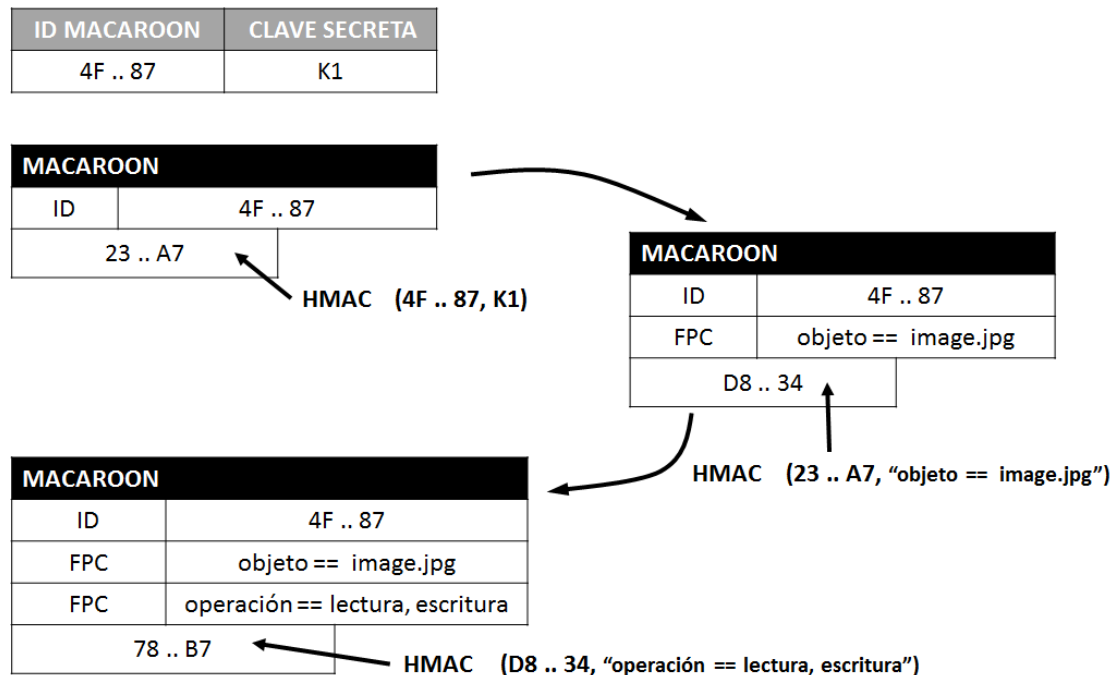 ID MACAROON CLAVE SECRETA
4F .. 87 K1
MACAROON
ID 4F .. 87
23 .. A7
HMAC (4F .. 87, K1)
MACAROON
ID 4F .. 87
FPC objeto == image.jpg
D8 .. 34
HMAC (23 .. A7, “objeto == image.jpg”)
MACAROON
ID 4F .. 87
FPC objeto == image.jpg
FPC operación == lectura, escritura
78 .. B7
HMAC (D8 .. 34, “operación == lectura, escritura”)